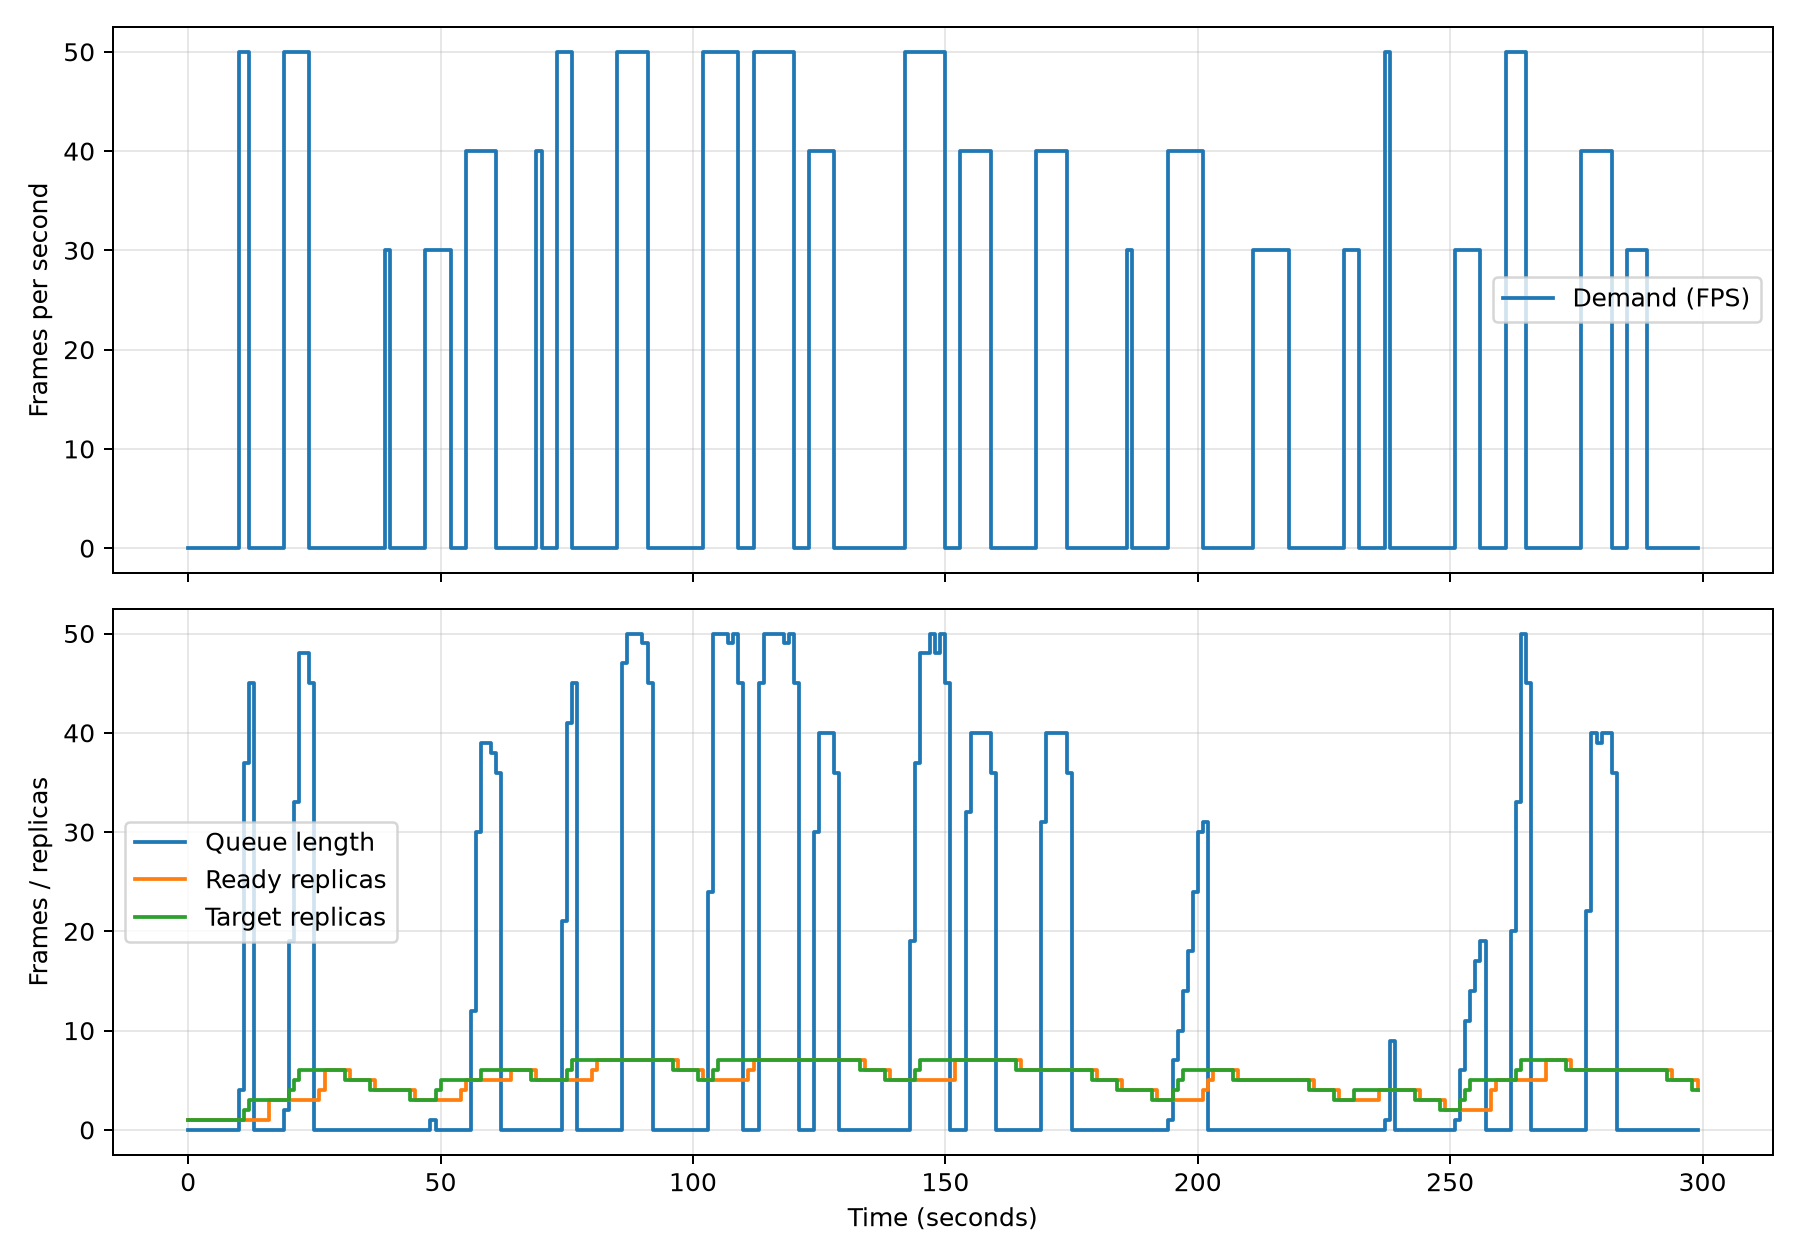 50
40
30
20
10
0
Frames per second
Demand (FPS)
50
40
30
20
10
0
Frames / replicas
Queue length
Ready replicas
Target replicas
0 50 100 150 200 250 300
Time (seconds)